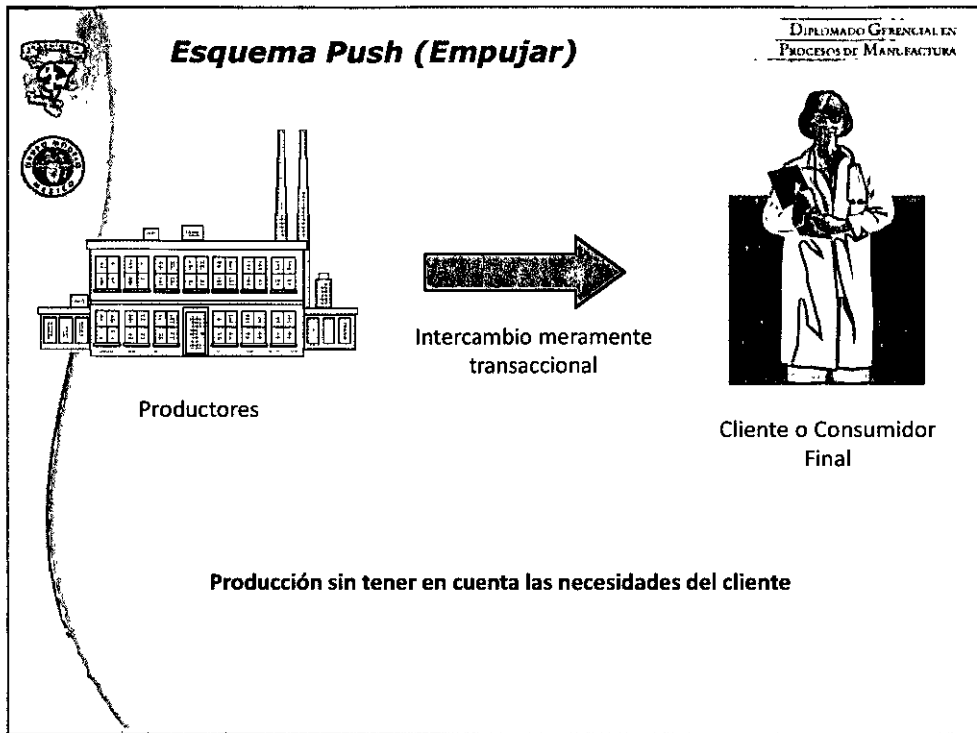 Esquema Push (Empujar)
DIPLOMADO GERENCIAL EN
PROCESOS DE MANUFACTURA
Intercambio meramente
transaccional
Productores
Cliente o Consumidor
Final
Producción sin tener en cuenta las necesidades del cliente